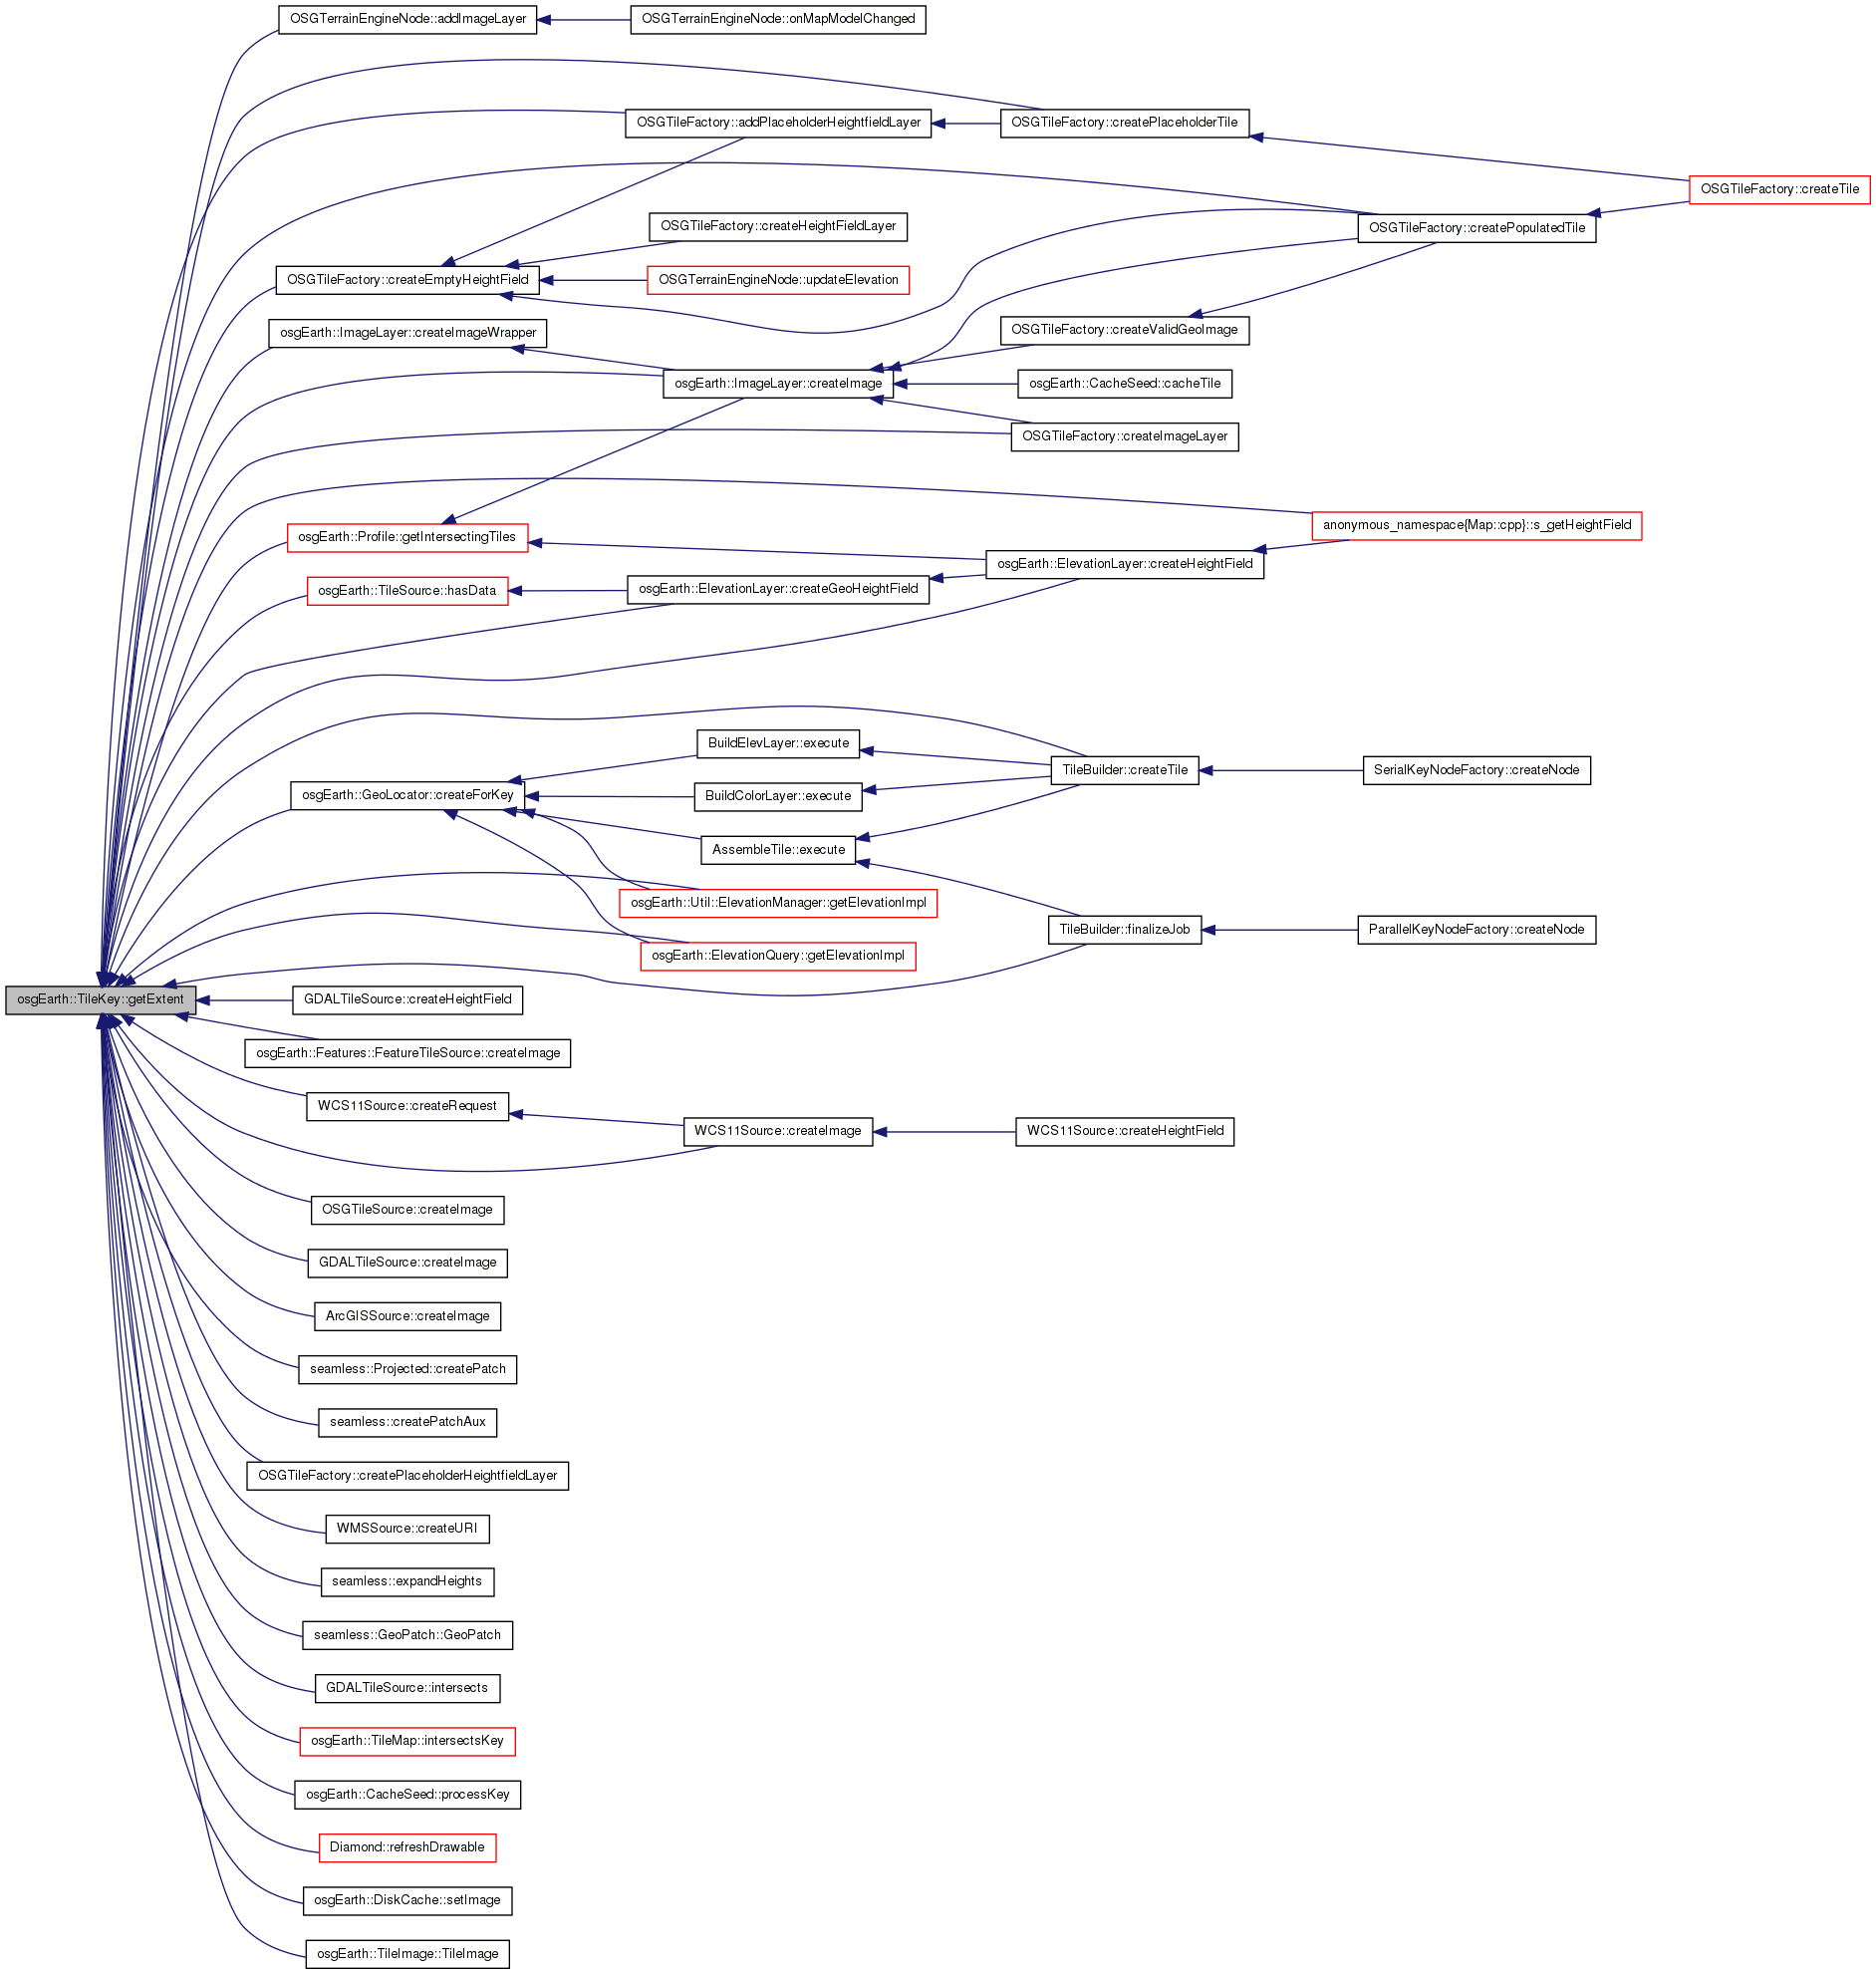 OSGTerrainEngineNode::addImageLayer
OSGTerrainEngineNode::onMapModelChanged
OSGTileFactory::addPlaceholderHeightfieldLayer
OSGTileFactory::createPlaceholderTile
OSGTileFactory::createTile
OSGTileFactory::createHeightFieldLayer
OSGTileFactory::createPopulatedTile
OSGTileFactory::createEmptyHeightField
OSGTerrainEngineNode::updateElevation
osgEarth::ImageLayer::createImageWrapper
OSGTileFactory::createValidGeoImage
osgEarth::ImageLayer::createImage
osgEarth::CacheSeed::cacheTile
OSGTileFactory::createImageLayer
anonymous_namespace{Map.cpp}::s_getHeightField
osgEarth::Profile::getIntersectingTiles
osgEarth::ElevationLayer::createHeightField
osgEarth::TileSource::hasData
osgEarth::ElevationLayer::createGeoHeightField
BuildElevLayer::execute
TileBuilder::createTile
SerialKeyNodeFactory::createNode
osgEarth::GeoLocator::createForKey
BuildColorLayer::execute
AssembleTile::execute
osgEarth::Util::ElevationManager::getElevationImpl
TileBuilder::finalizeJob
ParallelKeyNodeFactory::createNode
osgEarth::ElevationQuery::getElevationImpl
osgEarth::TileKey::getExtent
GDALTileSource::createHeightField
osgEarth::Features::FeatureTileSource::createImage
WCS11Source::createRequest
WCS11Source::createImage
WCS11Source::createHeightField
OSGTileSource::createImage
GDALTileSource::createImage
ArcGISSource::createImage
seamless::Projected::createPatch
seamless::createPatchAux
OSGTileFactory::createPlaceholderHeightfieldLayer
WMSSource::createURI
seamless::expandHeights
seamless::GeoPatch::GeoPatch
GDALTileSource::intersects
osgEarth::TileMap::intersectsKey
osgEarth::CacheSeed::processKey
Diamond::refreshDrawable
osgEarth::DiskCache::setImage
osgEarth::TileImage::TileImage